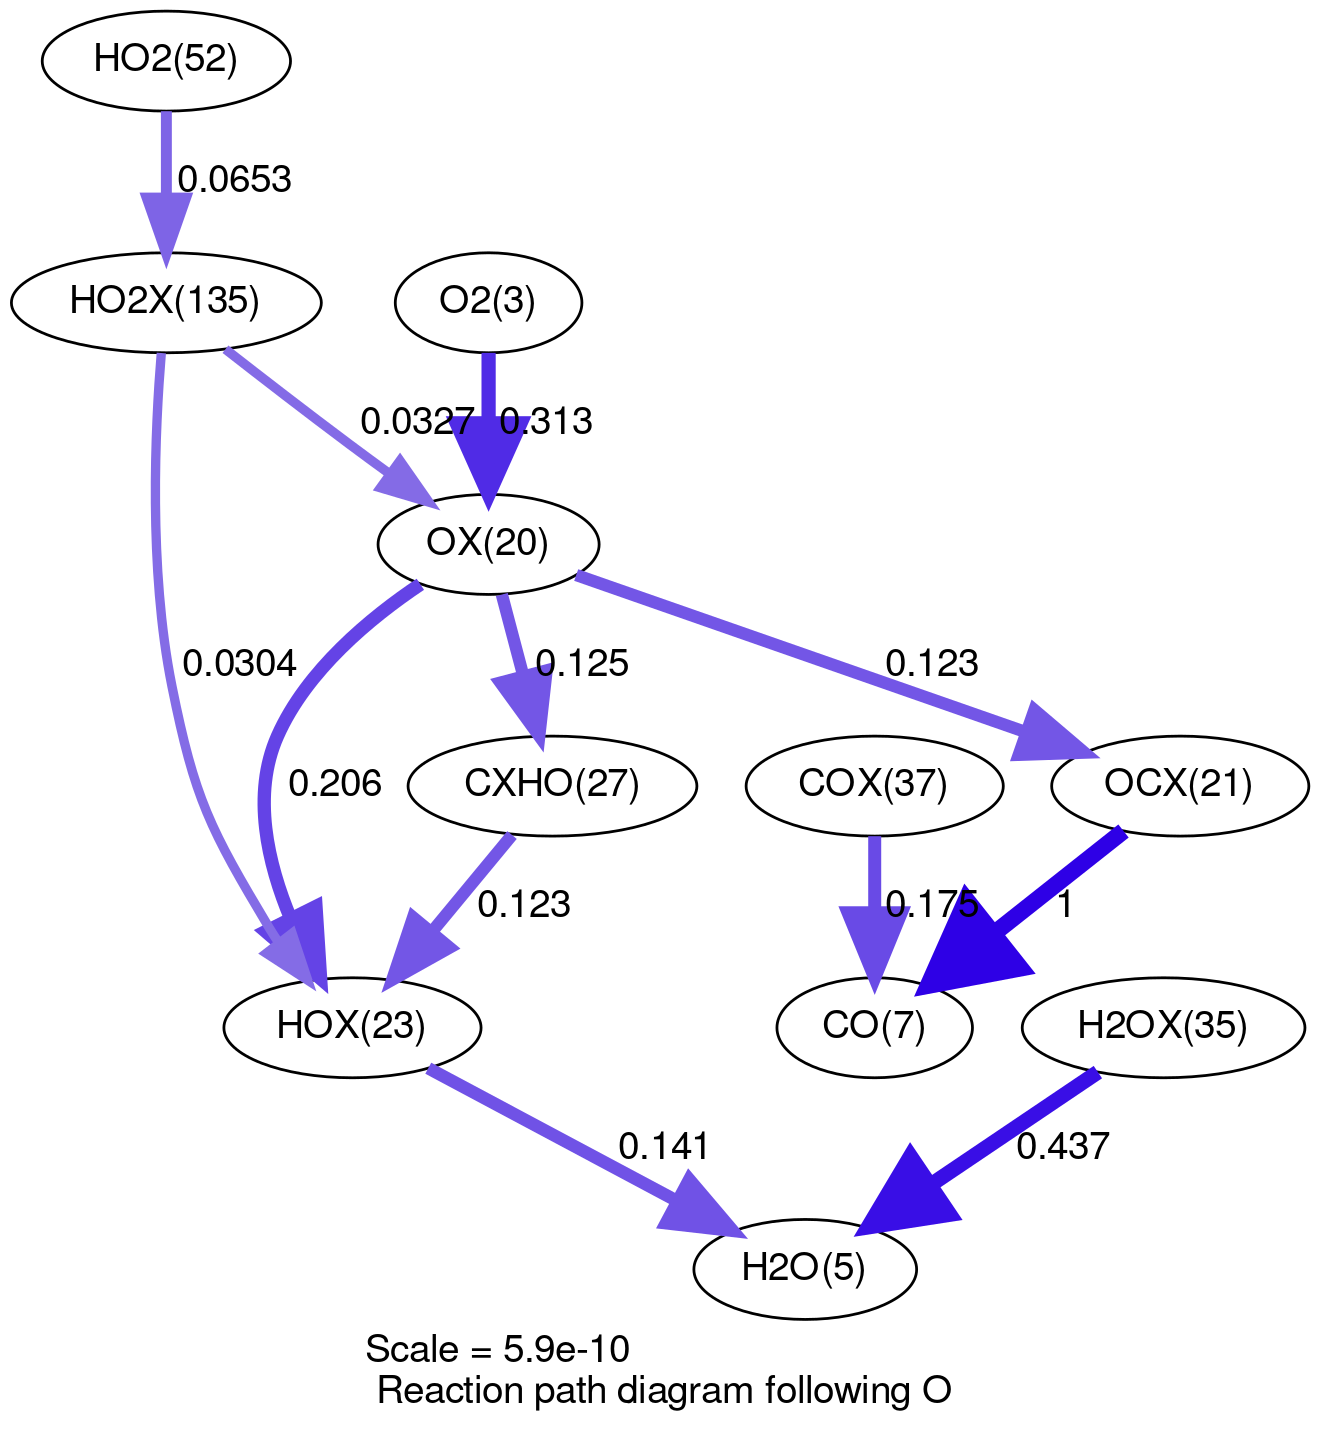 HO2(52)
0.0653
HO2X(135)
O2(3)
0.0327
0.313
OX(20)
0.0304
0.125
0.123
0.206
CXHO(27)
COX(37)
OCX(21)
0.123
0.175
1
HOX(23)
CO(7)
H2OX(35)
0.141
0.437
H2O(5)
Scale = 5.9e-10
Reaction path diagram following O